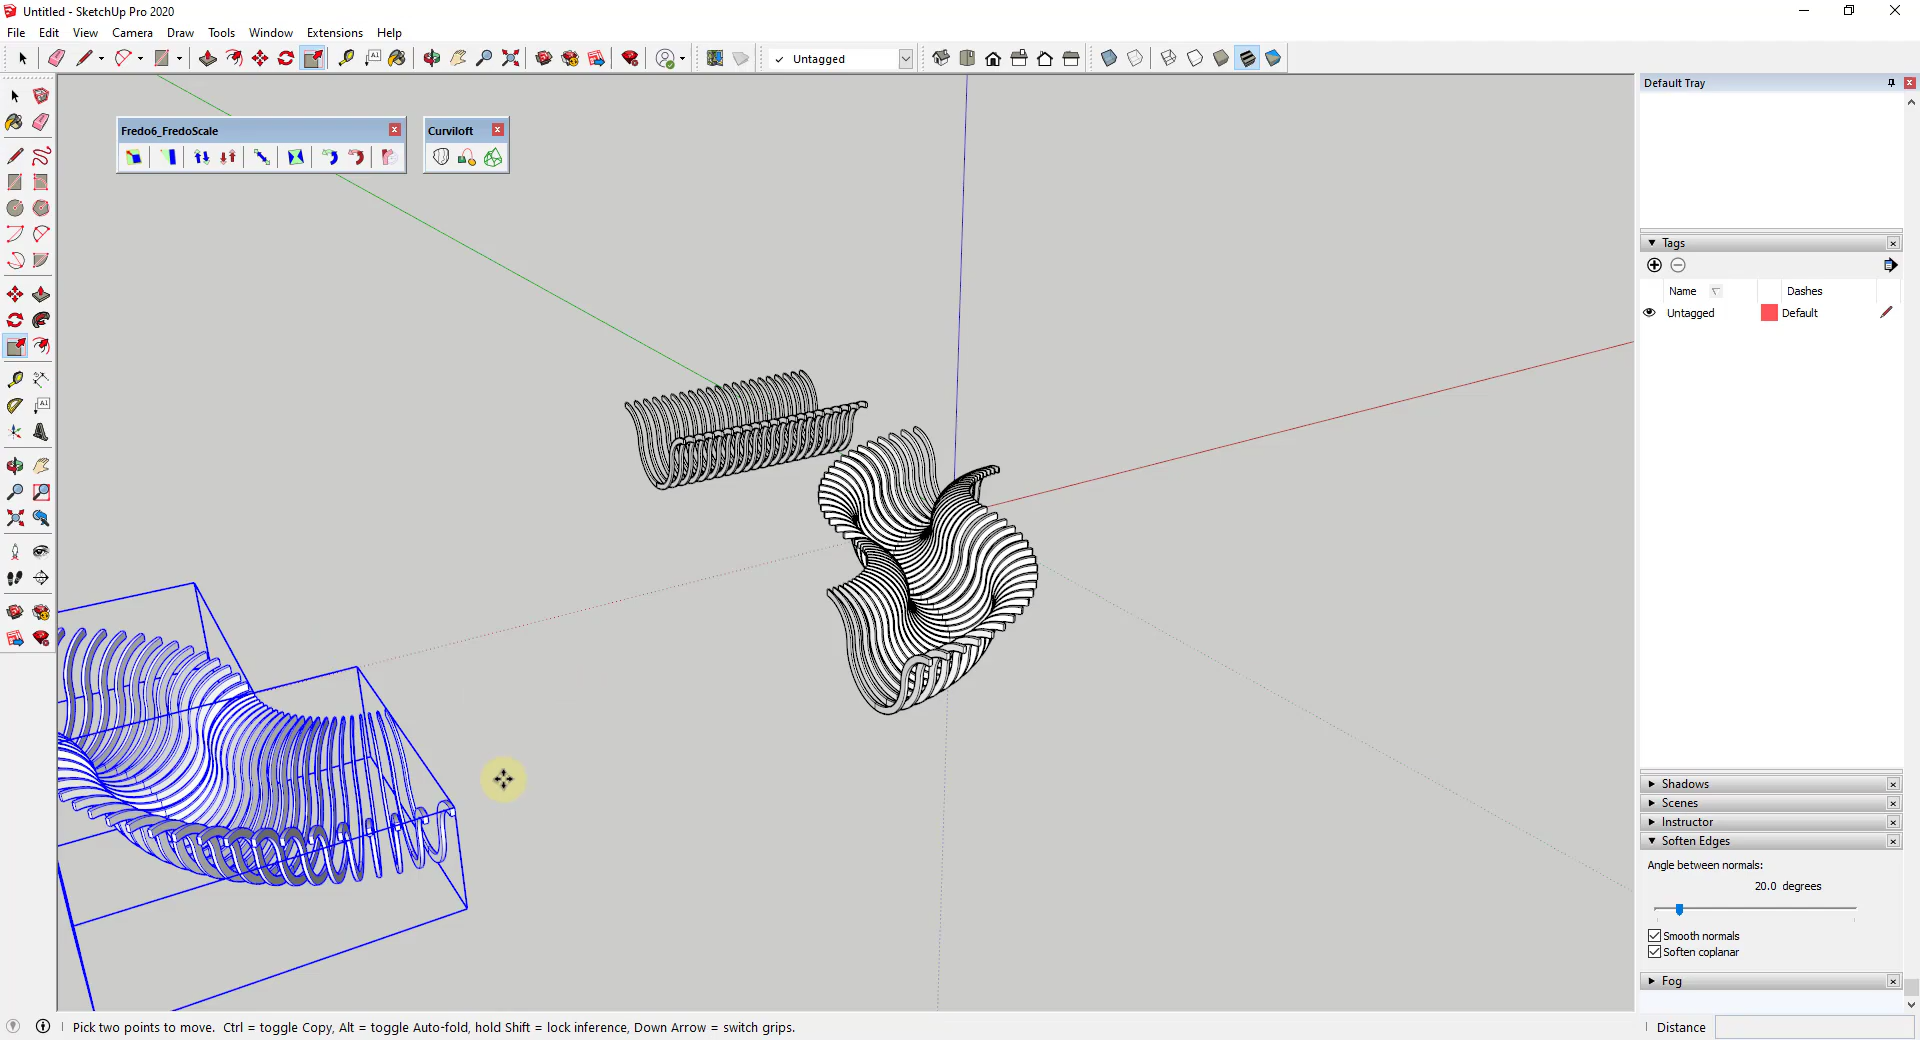 Untitled - SketchUp Pro 2020
File Edit View Camera Draw Tools Window Extensions Help
A1
✓ Untagged
Default Tray
Fredo6_FredoScale
Curviloft
Tags
Name Dashes
Untagged Default
A1
Shadows
Scenes
Instructor
Soften Edges
Angle between normals:
20.0 degrees
Smooth normals
Soften coplanar
Fog
Pick two points to move. Ctrl = toggle Copy, Alt = toggle Auto-fold, hold Shift = lock inference, Down Arrow = switch grips.
Distance